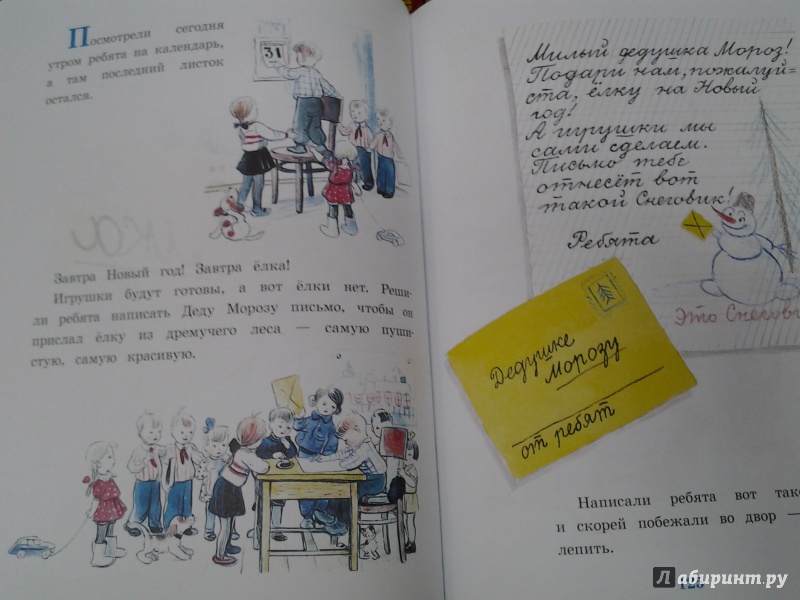 Посмотрели сегодня
утром ребята на календарь,
а там последний листок
остался.
31
Завтра Новый год! Завтра ёлка!
Игрушки будут готовы, а вот ёлки нет. Реши-
ли ребята написать Деду Морозу письмо, чтобы он
прислал ёлку из дремучего леса — самую пуши-
стую, самую красивую.
Милый дедушка Мороз!
Подари нам, пожалуй=
ста, ёлку на Новый
год!
А игрушки мы
сами сделаем.
Письмо тебе
отнесёт вот
такой Снеговик!
Ребята
Это Снегови
Дедушке
Морозу
от ребят
Написали ребята вот тако
и скорей побежали во двор —
лепить.
Лабиринт.ру